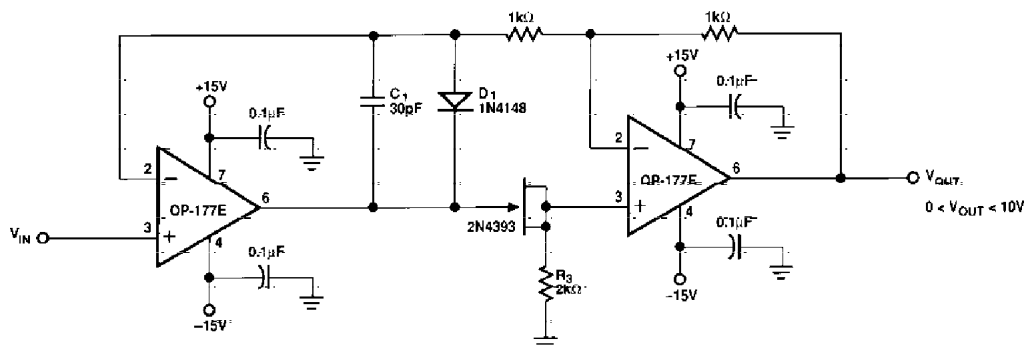 1kΩ
1kΩ
+15V
0.1µF
C1
30pF
D1
1N4148
+15V
0.1µF
2
7
OP-177E
6
3
4
VIN
0.1µF
-15V
2N4393
R3
2kΩ
2
7
OP-177E
6
3
4
VOUT
0 < VOUT < 10V
0.1µF
-15V